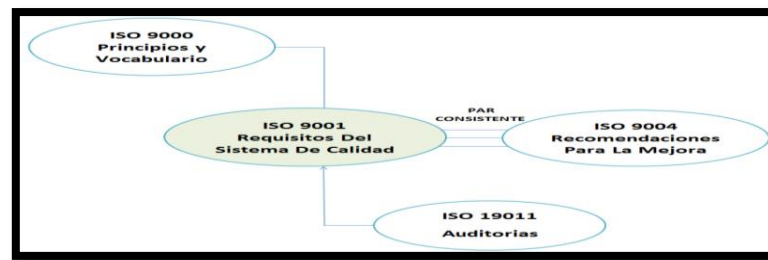 ISO 9000
Principios y
Vocabulario
ISO 9001
Requisitos Del
Sistema De Calidad
PAR
CONSISTENTE
ISO 9004
Recomendaciones
Para La Mejora
ISO 19011
Auditorias